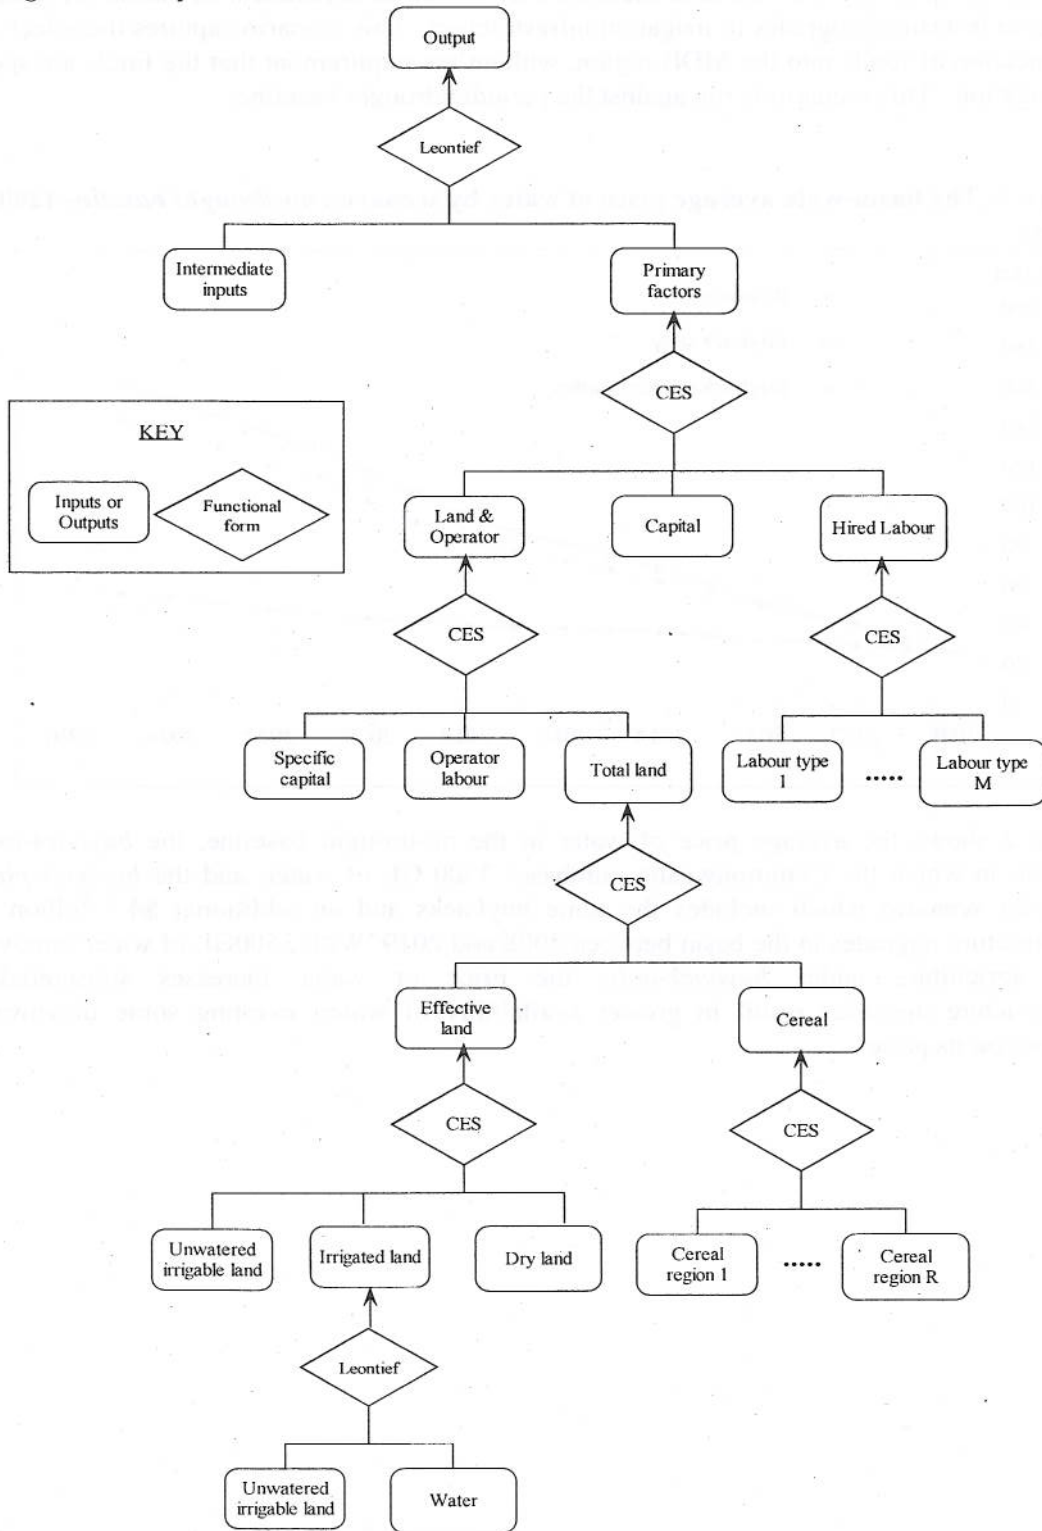 Output
Leontief
Intermediate
inputs
Primary
factors
CES
KEY
Inputs or
Outputs
Functional
form
Land &
Operator
Capital
Hired Labour
CES
CES
Specific
capital
Operator
labour
Total land
Labour type
1
.....
Labour type
M
CES
Effective
land
Cereal
CES
CES
Unwatered
irrigable land
Irrigated land
Dry land
Cereal
region 1
.....
Cereal
region R
Leontief
Unwatered
irrigable land
Water